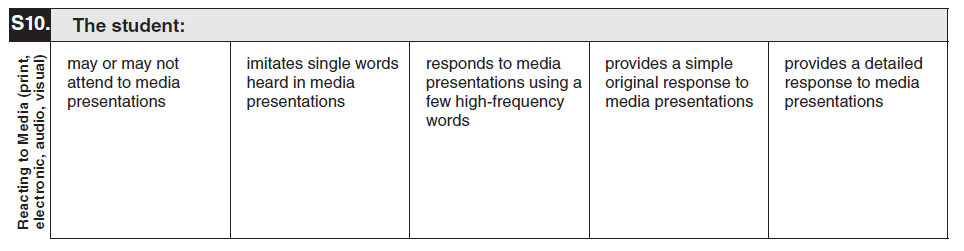 S10. The student:
Reacting to Media (print,
electronic, audio, visual)
may or may not
attend to media
presentations
imitates single words
heard in media
presentations
responds to media
presentations using a
few high-frequency
words
provides a simple
original response to
media presentations
provides a detailed
response to media
presentations